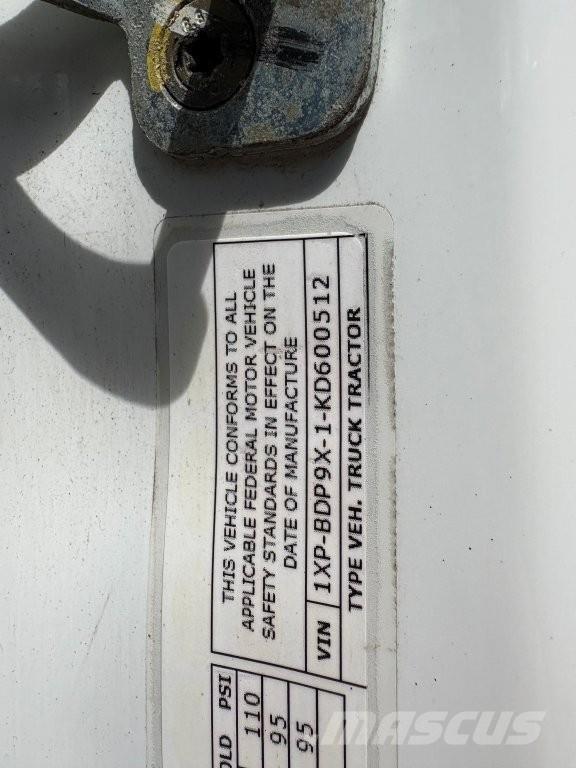 THIS VEHICLE CONFORMS TO ALL
APPLICABLE FEDERAL MOTOR VEHICLE
SAFETY STANDARDS IN EFFECT ON THE
DATE OF MANUFACTURE
VIN 1XP-BDP9X-1-KD600512
TYPE VEH. TRUCK TRACTOR
OLD PSI
110
95
95
MASCUS